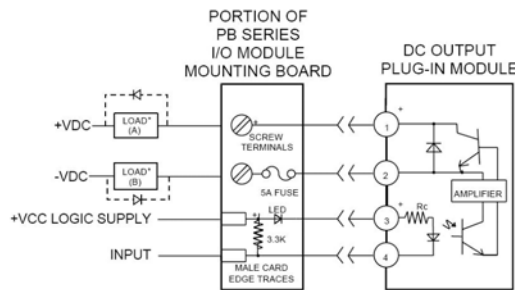 PORTION OF
PB SERIES
I/O MODULE
MOUNTING BOARD
DC OUTPUT
PLUG-IN MODULE
+VDC
LOAD*
(A)
+
SCREW
TERMINALS
+
1
-VDC
LOAD*
(B)
5A FUSE
2
AMPLIFIER
+VCC LOGIC SUPPLY
+
LED
3.3K
+
3
Rc
INPUT
MALE CARD
EDGE TRACES
4